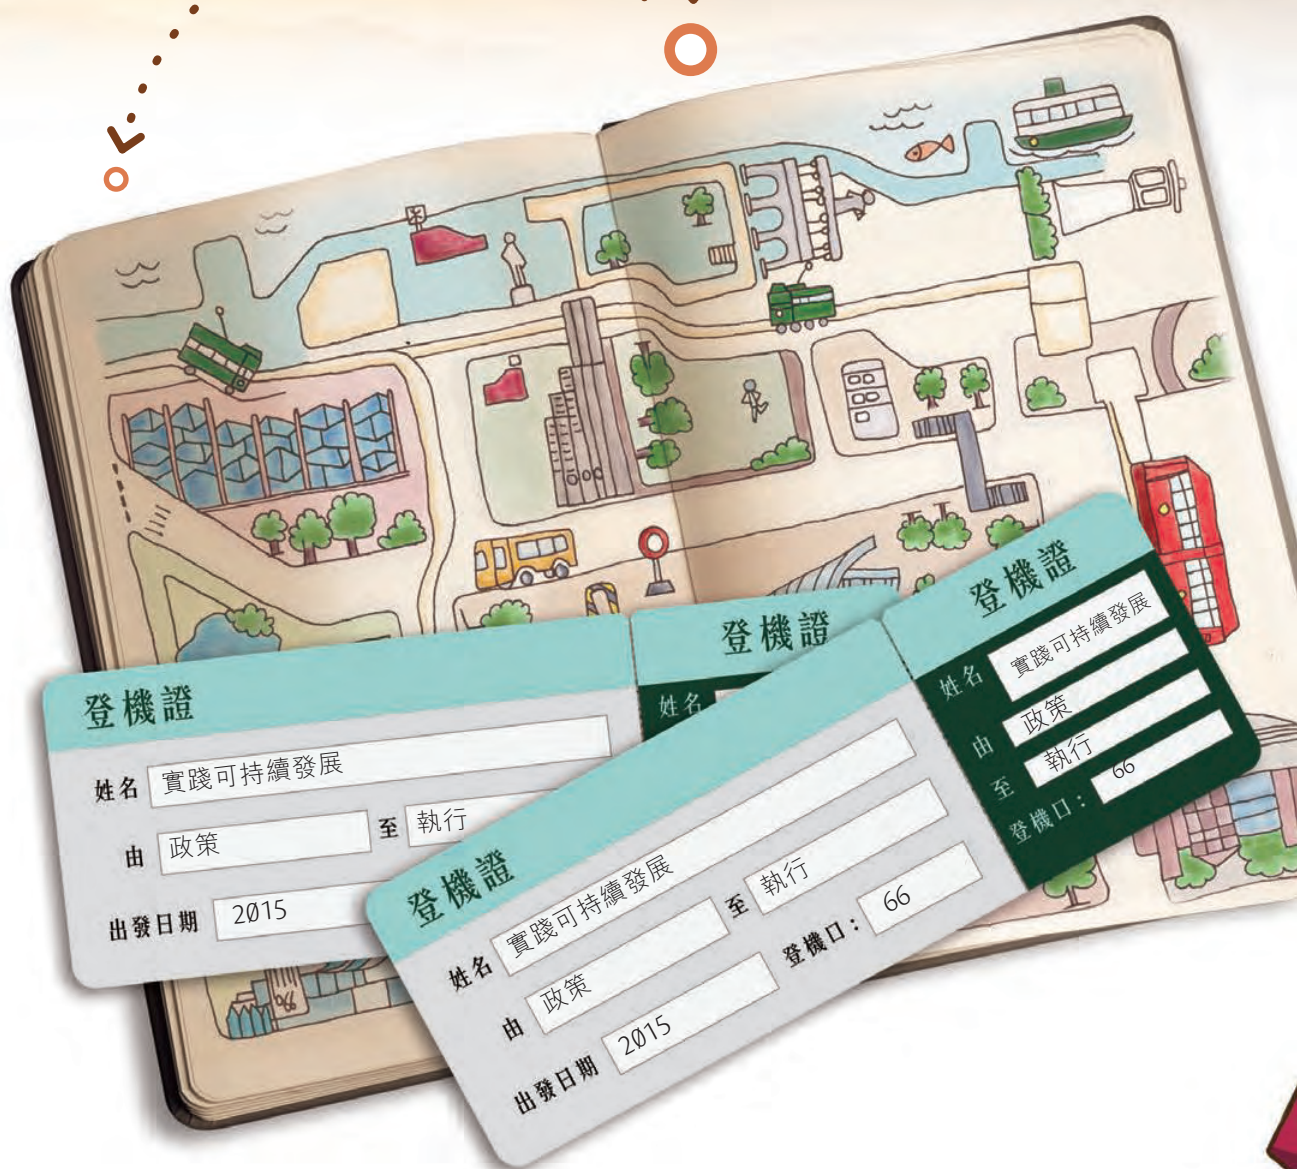 登機證
姓名 實踐可持續發展
由 政策 至 執行
出發日期 2015
登機證
姓名
登機證
姓名 實踐可持續發展
由 政策 至 執行
登機口： 66
出發日期 2015
登機證
姓名 實踐可持續發展
由 政策
至 執行
登機口： 66